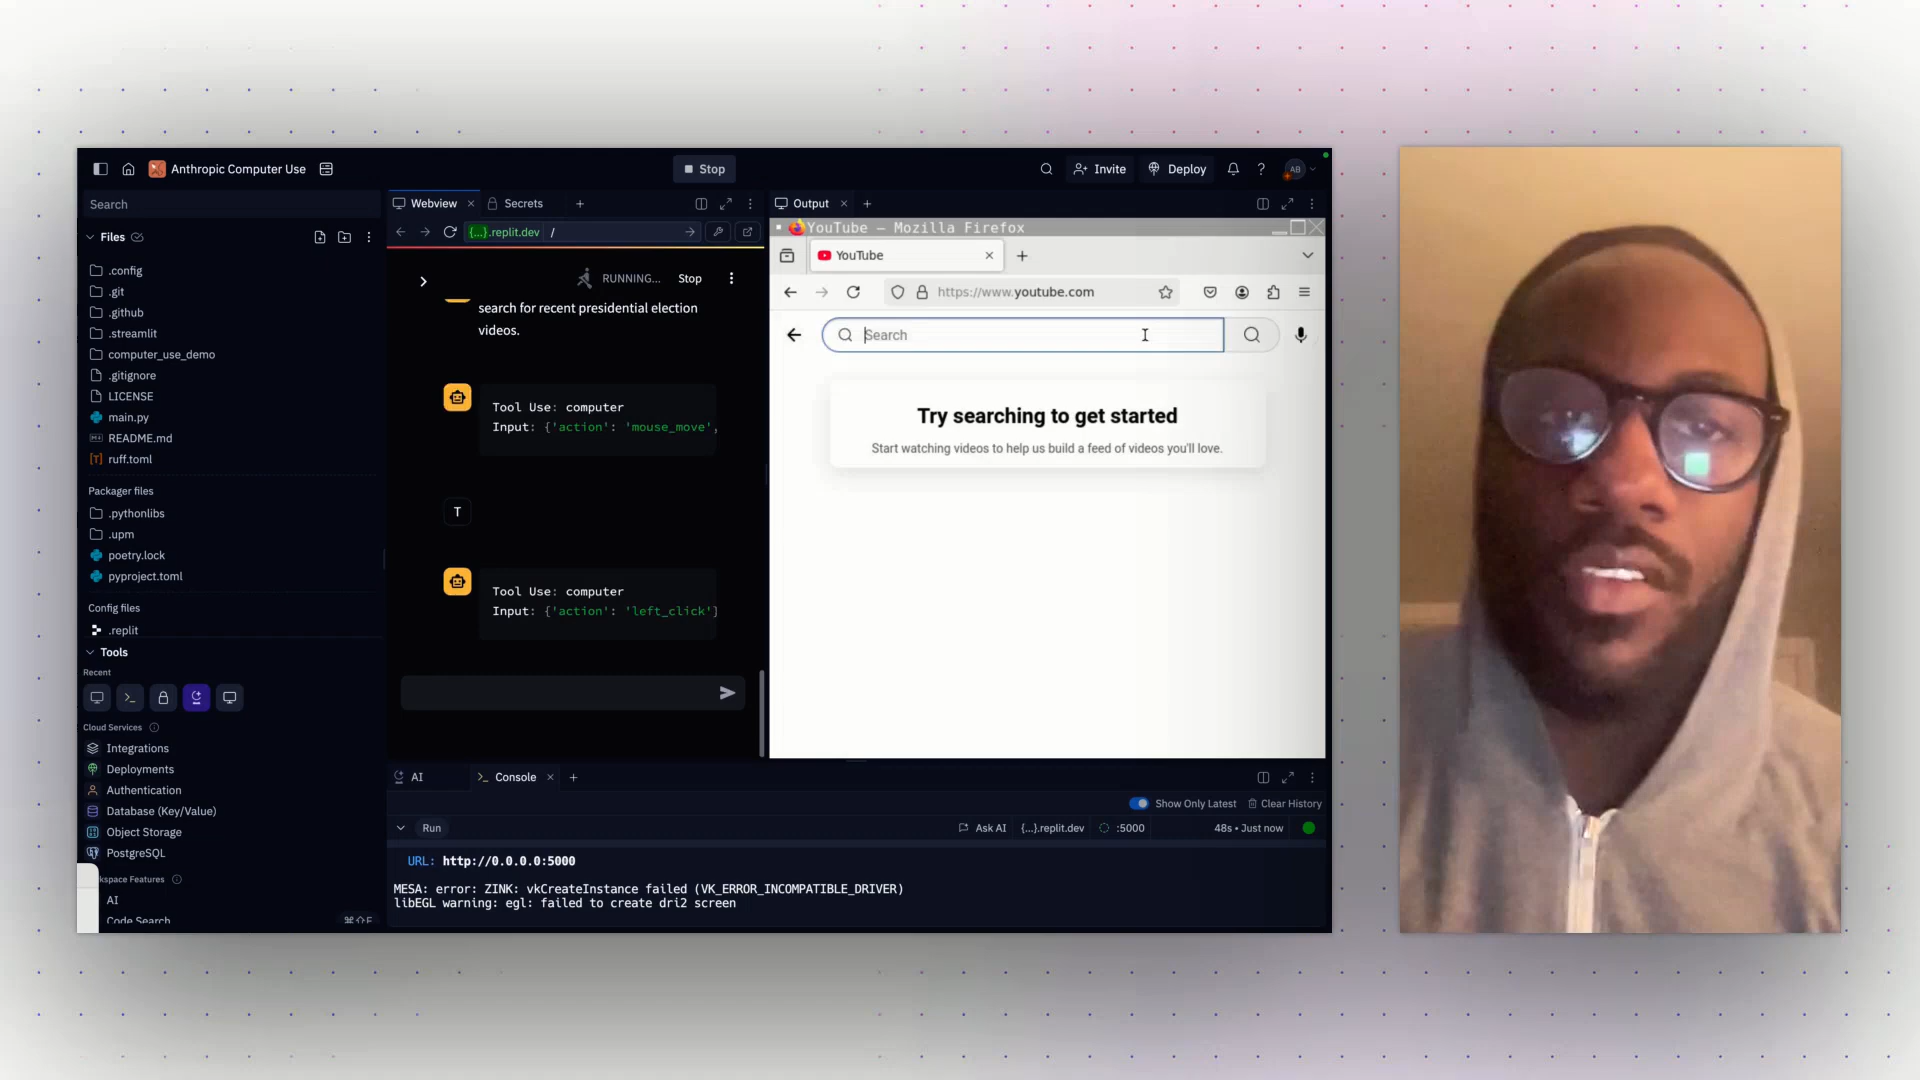 Anthropic Computer Use
Stop
Invite
Deploy
?
AB
Search
Webview
Secrets
Output
Files
{...}.replit.dev /
YouTube — Mozilla Firefox
YouTube
https://www.youtube.com
Search
RUNNING...
Stop
search for recent presidential election
videos.
Try searching to get started
Start watching videos to help us build a feed of videos you'll love.
Tool Use: computer
Input: {'action': 'mouse_move',
T
Tool Use: computer
Input: {'action': 'left_click'}
.config
.git
.github
.streamlit
computer_use_demo
.gitignore
LICENSE
main.py
README.md
ruff.toml
Packager files
.pythonlibs
.upm
poetry.lock
pyproject.toml
Config files
.replit
Tools
Recent
Cloud Services
Integrations
Deployments
Authentication
Database (Key/Value)
Object Storage
PostgreSQL
kspace Features
AI
Code Search
AI
Console
Show Only Latest
Clear History
Run
Ask AI
{...}.replit.dev
:5000
48s • Just now
URL: http://0.0.0.0:5000
MESA: error: ZINK: vkCreateInstance failed (VK_ERROR_INCOMPATIBLE_DRIVER)
libEGL warning: egl: failed to create dri2 screen